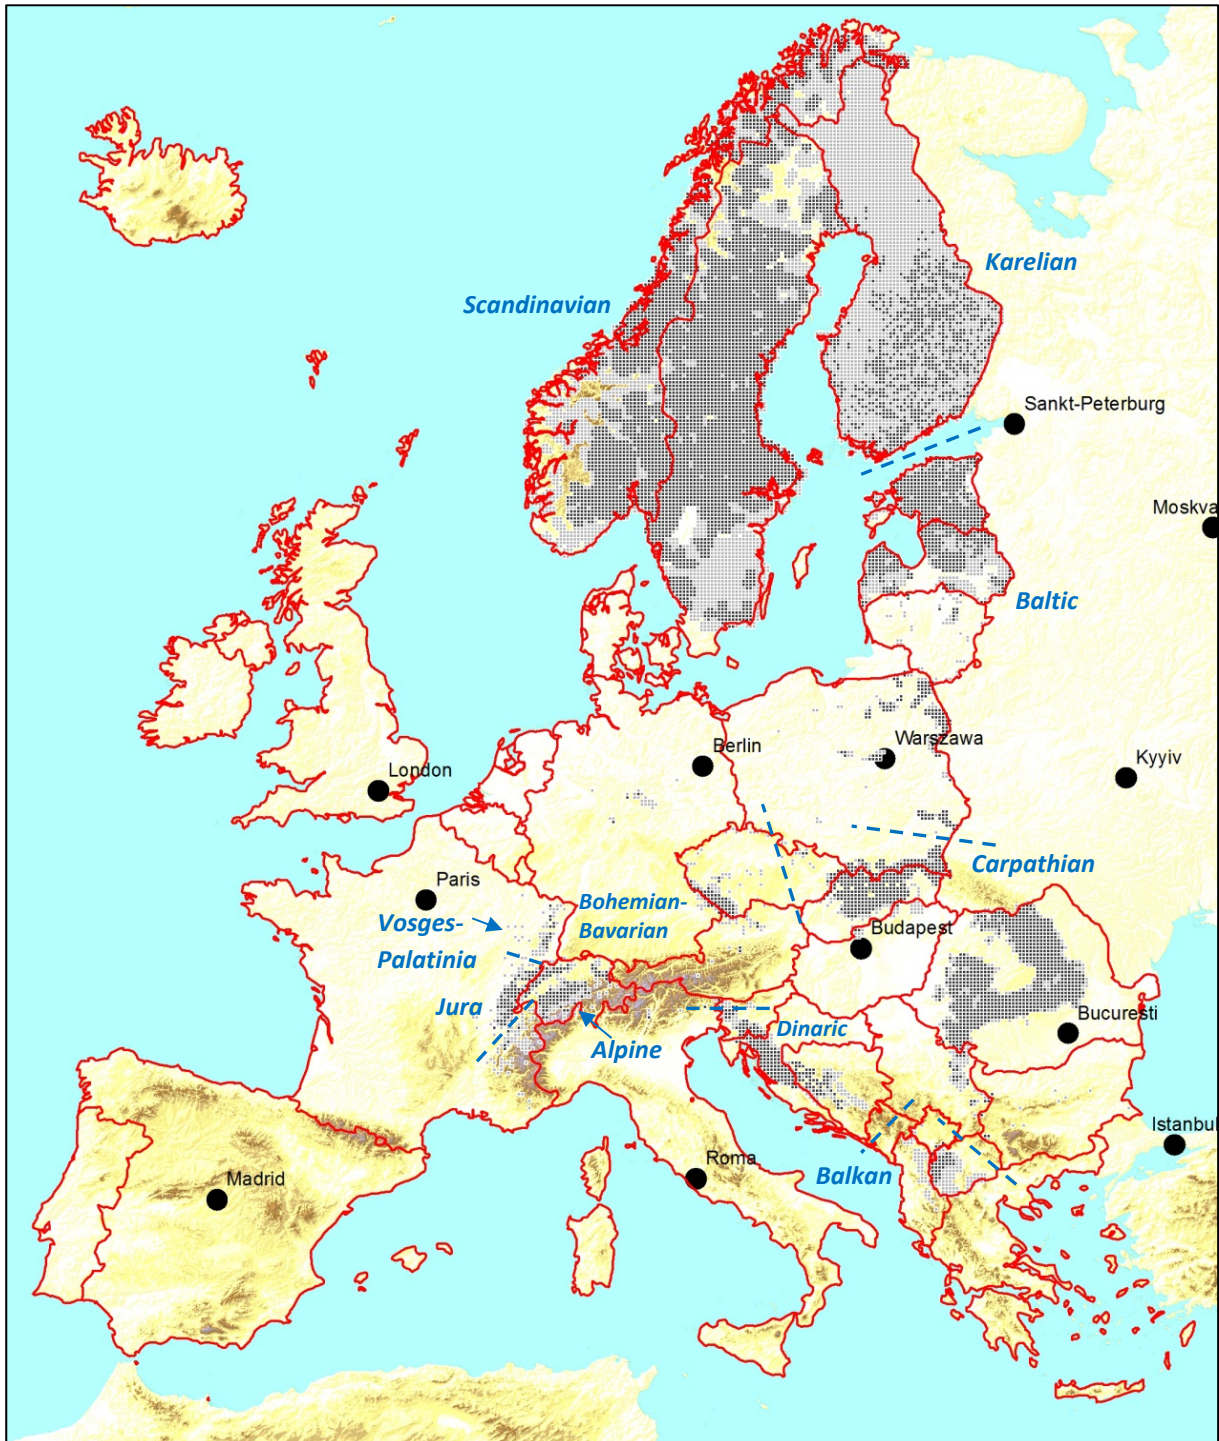 Karelian
Scandinavian
Sankt-Peterburg
Moskva
Baltic
Berlin
Warszawa
London
Kyyiv
Carpathian
Paris
Bohemian-
Bavarian
Vosges-
Palatinia
Budapest
Jura
Bucuresti
Dinaric
Alpine
Istanbul
Roma
Balkan
Madrid